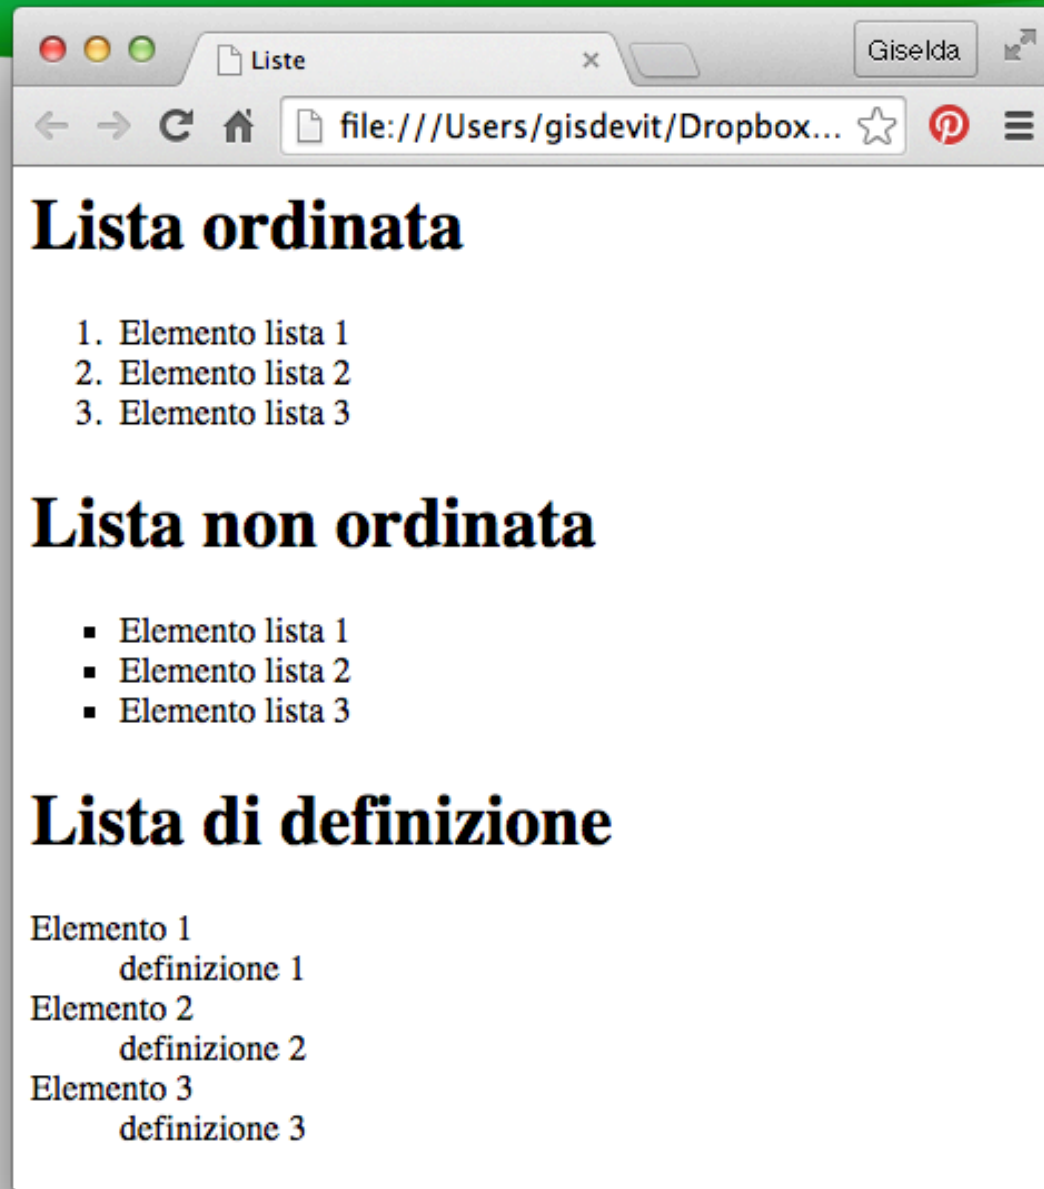 Liste
Giselda
file:///Users/gisdevit/Dropbox...
Lista ordinata
1. Elemento lista 1
2. Elemento lista 2
3. Elemento lista 3
Lista non ordinata
▪ Elemento lista 1
▪ Elemento lista 2
▪ Elemento lista 3
Lista di definizione
Elemento 1
definizione 1
Elemento 2
definizione 2
Elemento 3
definizione 3